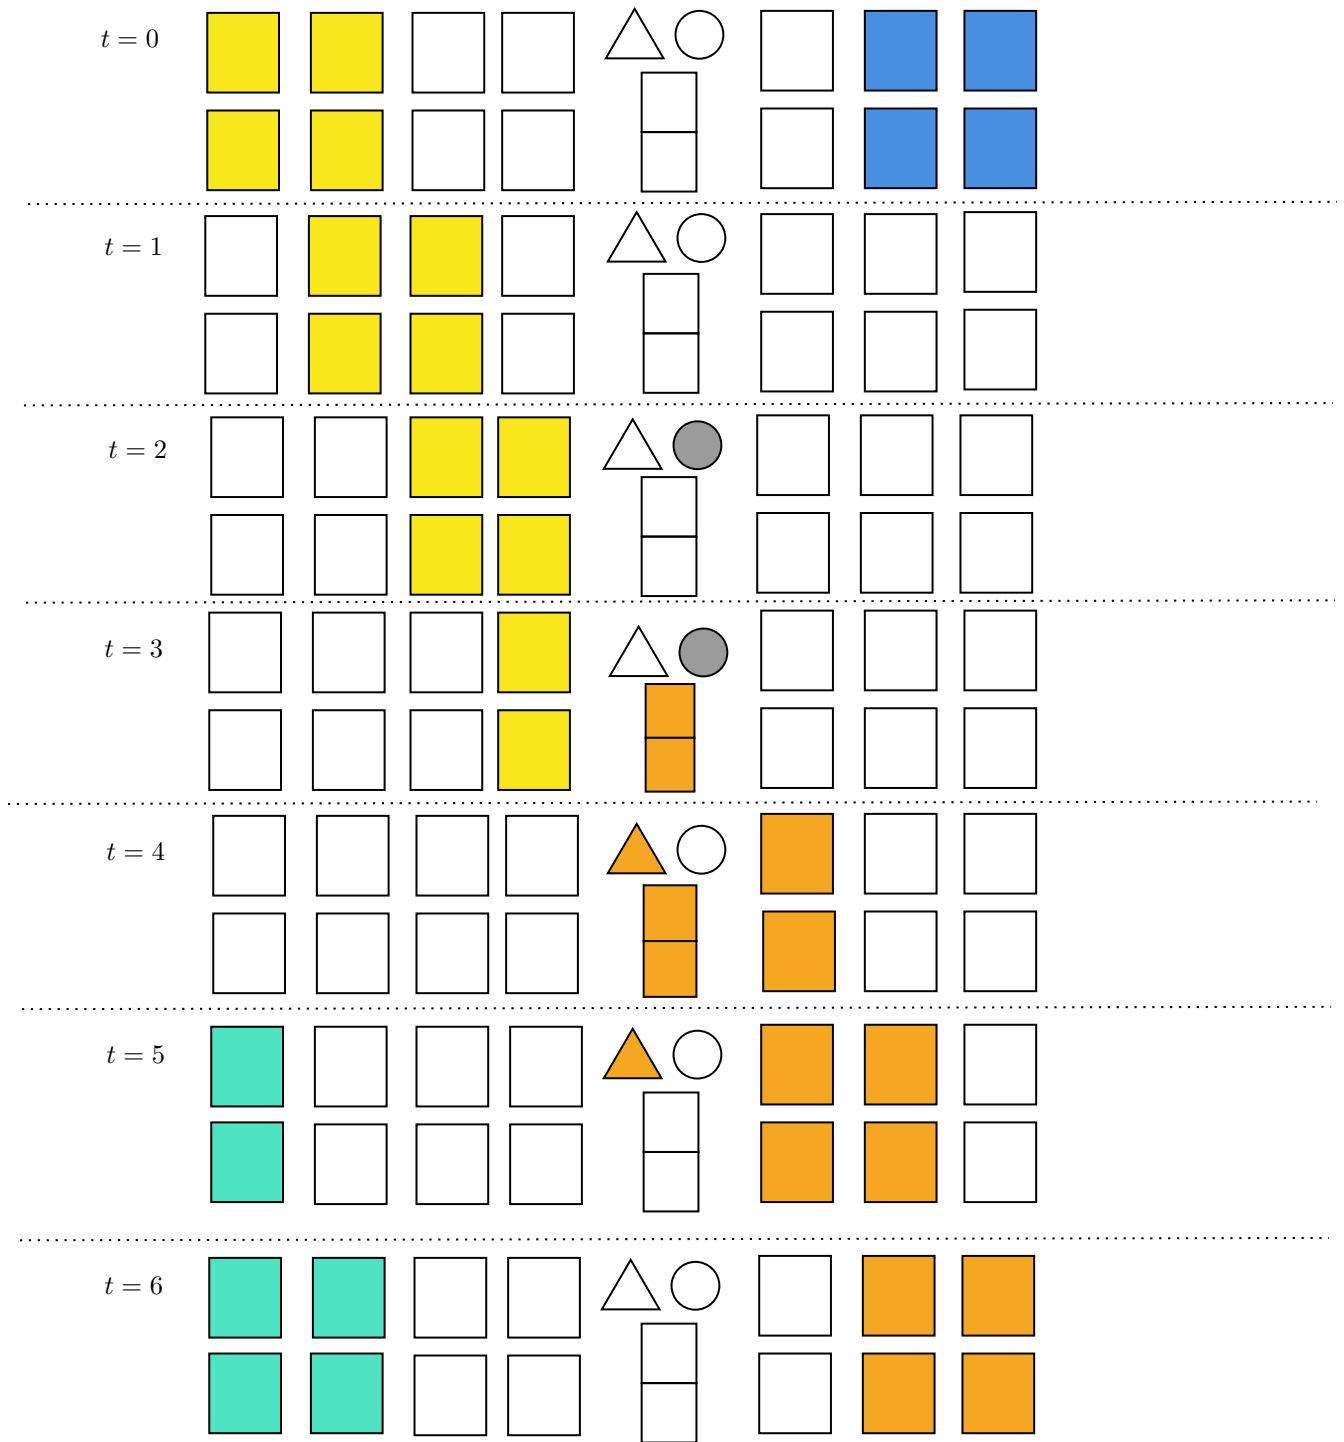 t = 0
t = 1
t = 2
t = 3
t = 4
t = 5
t = 6